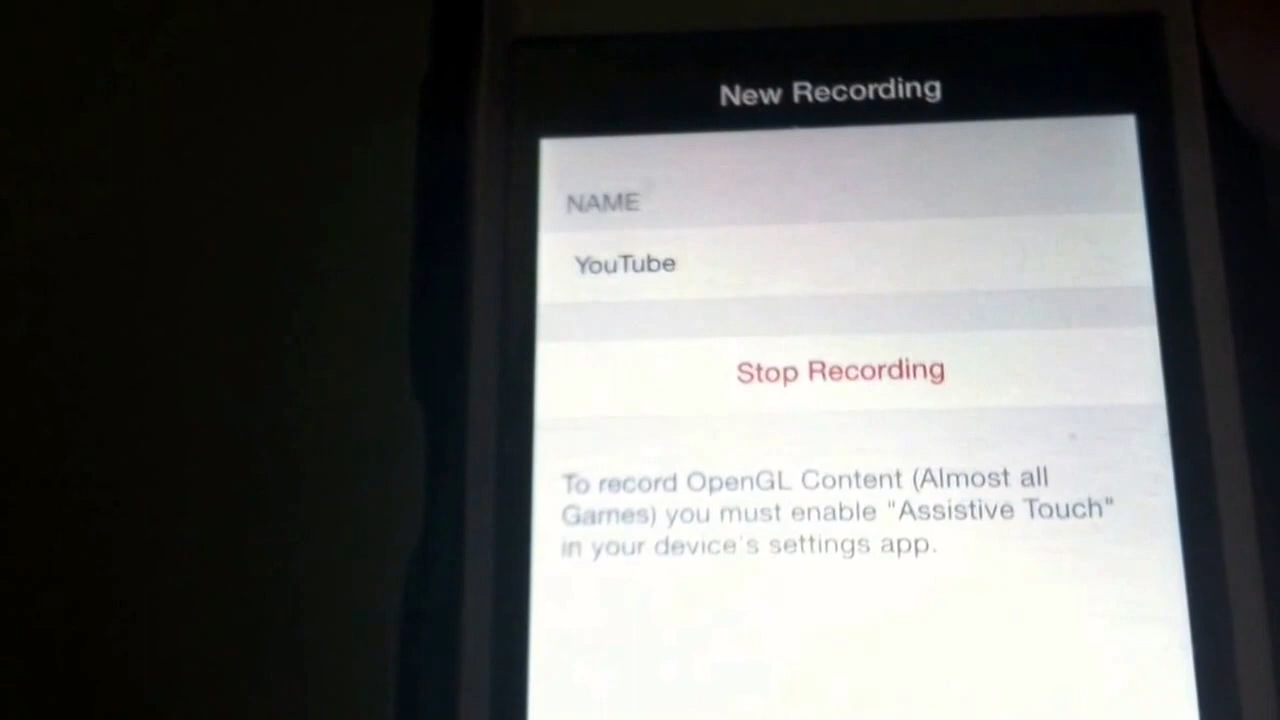 New Recording
NAME
YouTube
Stop Recording
To record OpenGL Content (Almost all
Games) you must enable "Assistive Touch"
in your device's settings app.